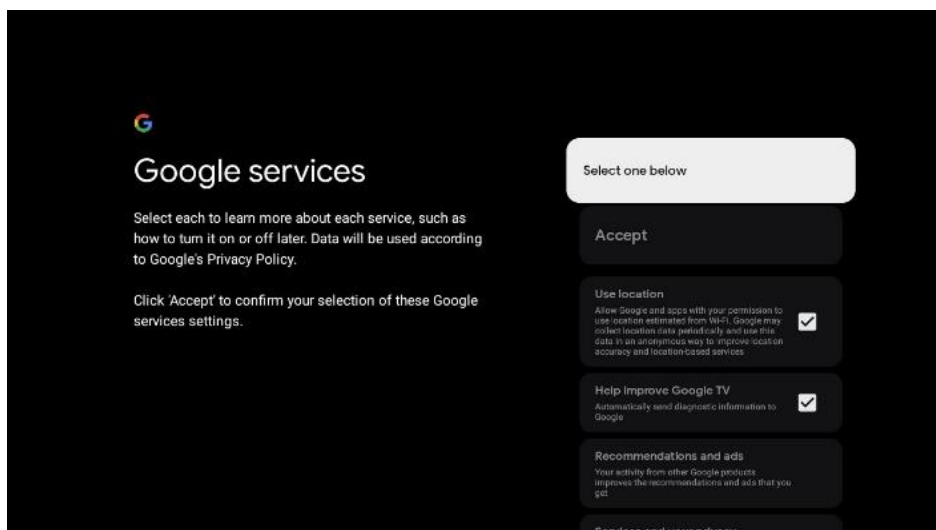 Google services
Select each to learn more about each service, such as
how to turn it on or off later. Data will be used according
to Google's Privacy Policy.
Click 'Accept' to confirm your selection of these Google
services settings.
Select one below
Accept
Use location
Allow Google and apps with your permission to
use location estimated from Wi-Fi. Google may
collect location data periodically and use this
data in an anonymous way to improve location
accuracy and location-based services
Help improve Google TV
Automatically send diagnostic information to
Google
Recommendations and ads
Your activity from other Google products
improves the recommendations and ads that you
get
Services and your privacy